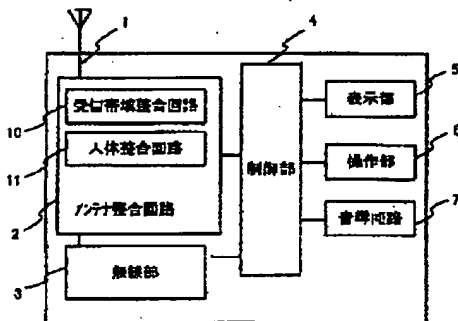 1
4
5
10
受信帯域整合回路
表示部
11
人体整合回路
制御部
6
操作部
2
アンテナ整合回路
7
音響回路
3
無線部